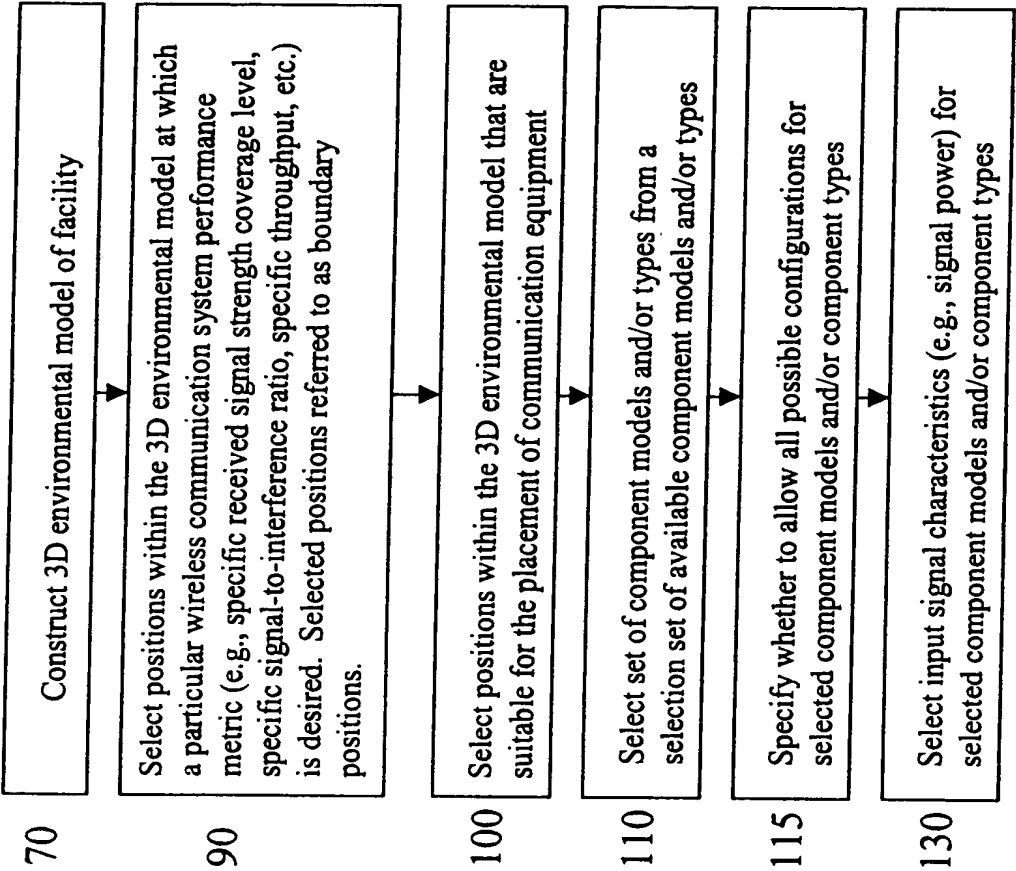 70
Construct 3D environmental model of facility
90
Select positions within the 3D environmental model at which
a particular wireless communication system performance
metric (e.g., specific received signal strength coverage level,
specific signal-to-interference ratio, specific throughput, etc.)
is desired. Selected positions referred to as boundary
positions.
100
Select positions within the 3D environmental model that are
suitable for the placement of communication equipment
110
Select set of component models and/or types from a
selection set of available component models and/or types
115
Specify whether to allow all possible configurations for
selected component models and/or component types
130
Select input signal characteristics (e.g., signal power) for
selected component models and/or component types